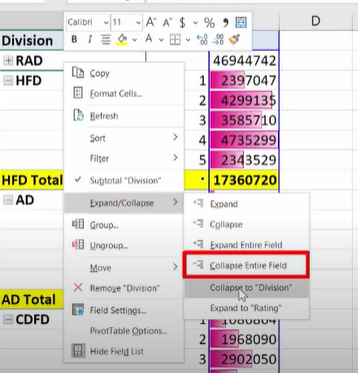 Calibri 11 A^ A˅ $ % 9
B I A
D
Division
RAD 46944742
HFD 1 2397047
2 4299135
3 3585710
4 4735299
5 2343529
HFD Total 17360720
AD
AD Total
CDFD 1 1080804
2 1968090
3 2902050
Copy
Format Cells...
Refresh
Sort
Filter
Subtotal "Division"
Expand/Collapse
Group...
Ungroup...
Move
Remove "Division"
Field Settings...
PivotTable Options...
Hide Field List
Expand
Collapse
Expand Entire Field
Collapse Entire Field
Collapse to "Division"
Expand to "Rating"